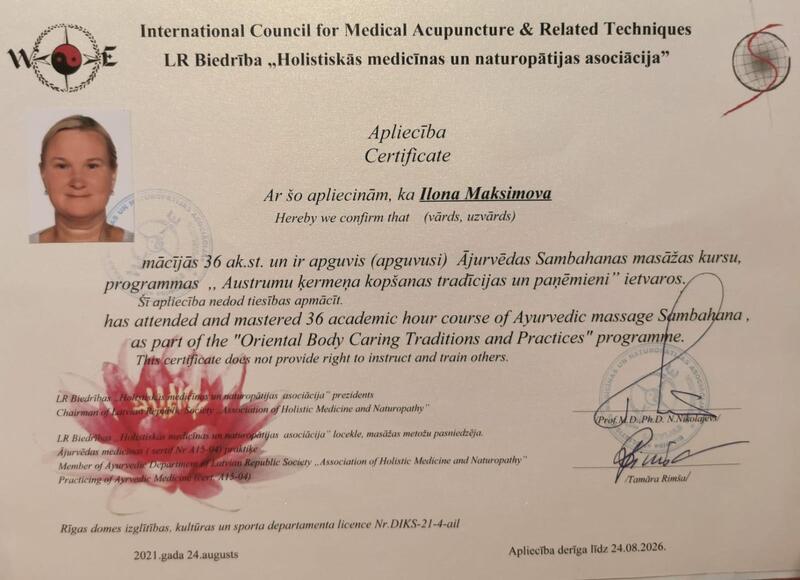 International Council for Medical Acupuncture & Related Techniques
W E
LR Biedrība „Holistiskās medicīnas un naturopātijas asociācija”
Apliecība
Certificate
Ar šo apliecinām, ka Ilona Maksimova
Hereby we confirm that (vārds, uzvārds)
mācījās 36 ak.st. un ir apguvis (apguvusi) Ājurvēdas Sambahanas masāžas kursu,
programmas ,, Austrumu ķermeņa kopšanas tradīcijas un paņēmieni” ietvaros.
Šī apliecība nedod tiesības apmācīt.
has attended and mastered 36 academic hour course of Ayurvedic massage Sambahana ,
as part of the "Oriental Body Caring Traditions and Practices" programme.
This certificate does not provide right to instruct and train others.
LR Biedrības „Holistiskās medicīnas un naturopātijas asociācija” prezidents
Chairman of Latvian Republic Society „Association of Holistic Medicine and Naturopathy”
/Prof.M.D.,Ph.D. N.Nikolajevs/
LR Biedrības „Holistiskās medicīnas un naturopātijas asociācija” locekle, masāžas metožu pasniedzēja.
Ājurvēdas medicīnas ( sertif Nr.A15-04) praktiķe
Member of Ayurvedic Department of Latvian Republic Society „Association of Holistic Medicine and Naturopathy”
Practicing of Ayrvedic Medicine (cert. A15-04)
/Tamāra Rimša/
Rīgas domes izglītības, kultūras un sporta departamenta licence Nr.DIKS-21-4-ail
2021.gada 24.augusts
Apliecība derīga līdz 24.08.2026.